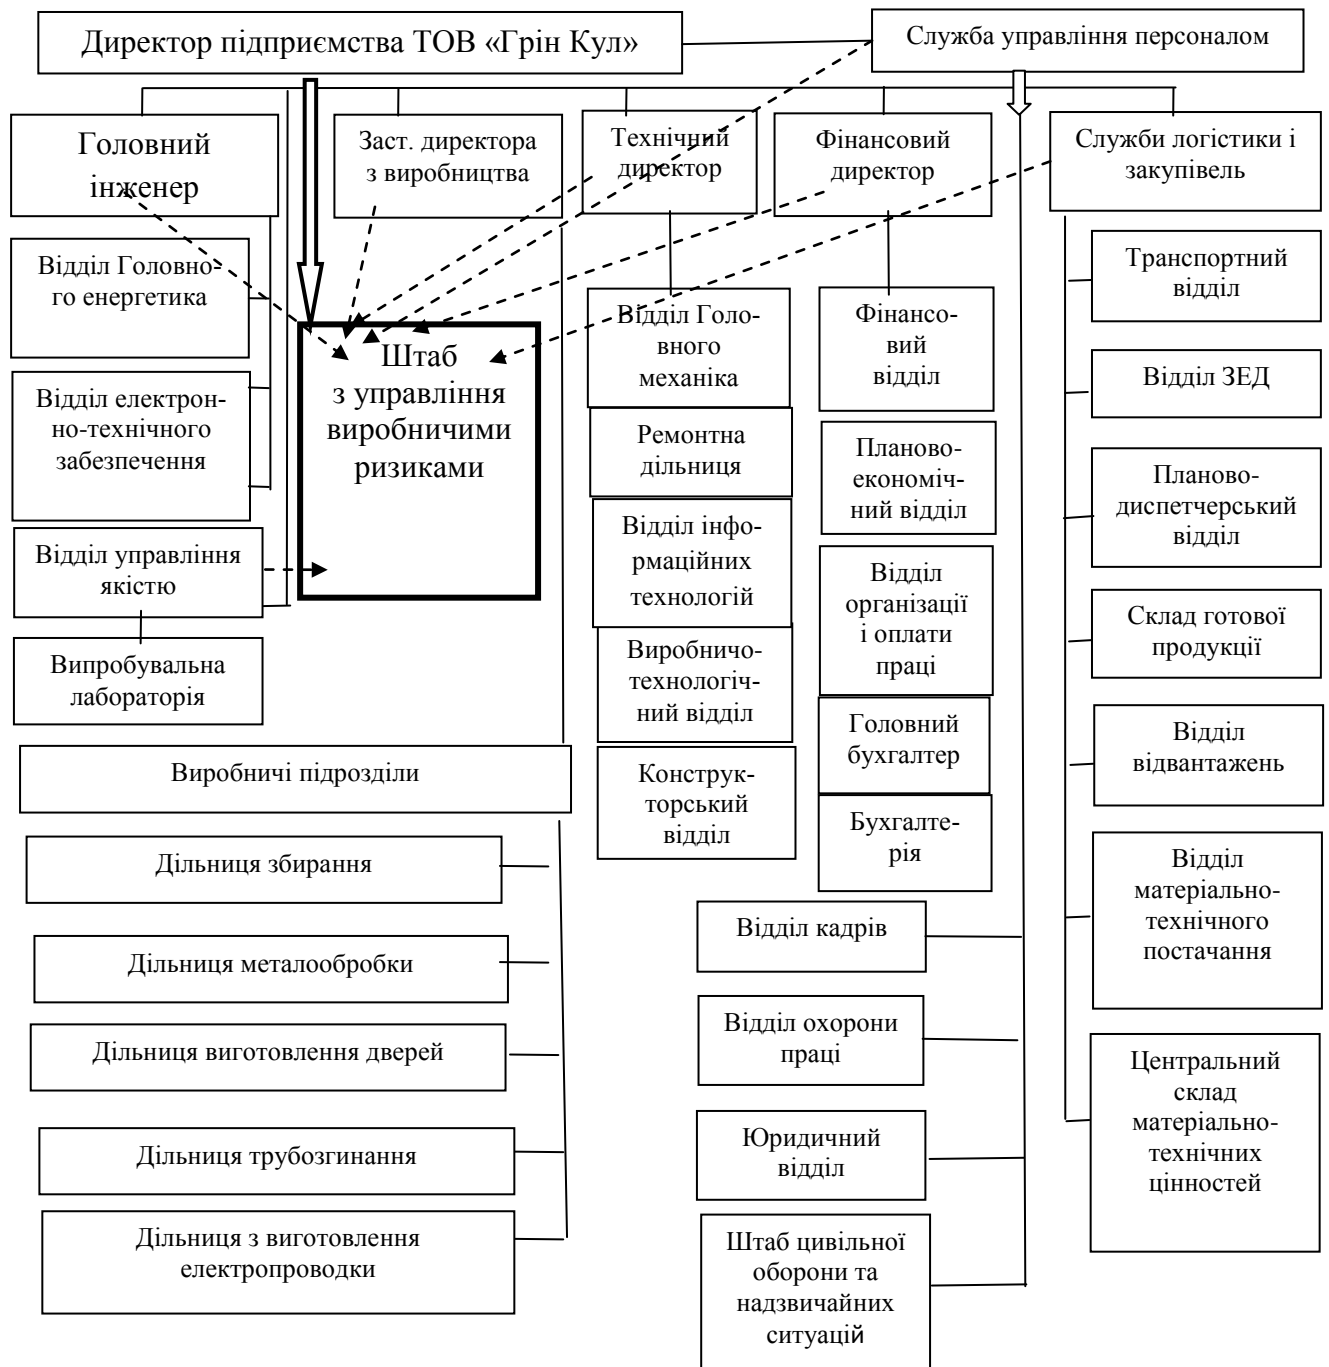 Директор підприємства ТОВ «Грін Кул»
Служба управління персоналом
Головний
інженер
Заст. директора
з виробництва
Технічний
директор
Фінансовий
директор
Служби логістики і
закупівель
Відділ Головно-
го енергетика
Відділ електрон-
но-технічного
забезпечення
Відділ управління
якістю
Випробувальна
лабораторія
Штаб
з управління
виробничими
ризиками
Відділ Голо-
вного
механіка
Ремонтна
дільниця
Відділ інфо-
рмаційних
технологій
Виробничо-
технологіч-
ний відділ
Конструк-
торський
відділ
Фінансо-
вий
відділ
Планово-
економіч-
ний відділ
Відділ
організації
і оплати
праці
Головний
бухгалтер
Бухгалте-
рія
Транспортний
відділ
Відділ ЗЕД
Планово-
диспетчерський
відділ
Склад готової
продукції
Відділ
відвантажень
Відділ
матеріально-
технічного
постачання
Центральний
склад
матеріально-
технічних
цінностей
Виробничі підрозділи
Дільниця збирання
Дільниця металообробки
Дільниця виготовлення дверей
Дільниця трубозгинання
Дільниця з виготовлення
електропроводки
Відділ кадрів
Відділ охорони
праці
Юридичний
відділ
Штаб цивільної
оборони та
надзвичайних
ситуацій